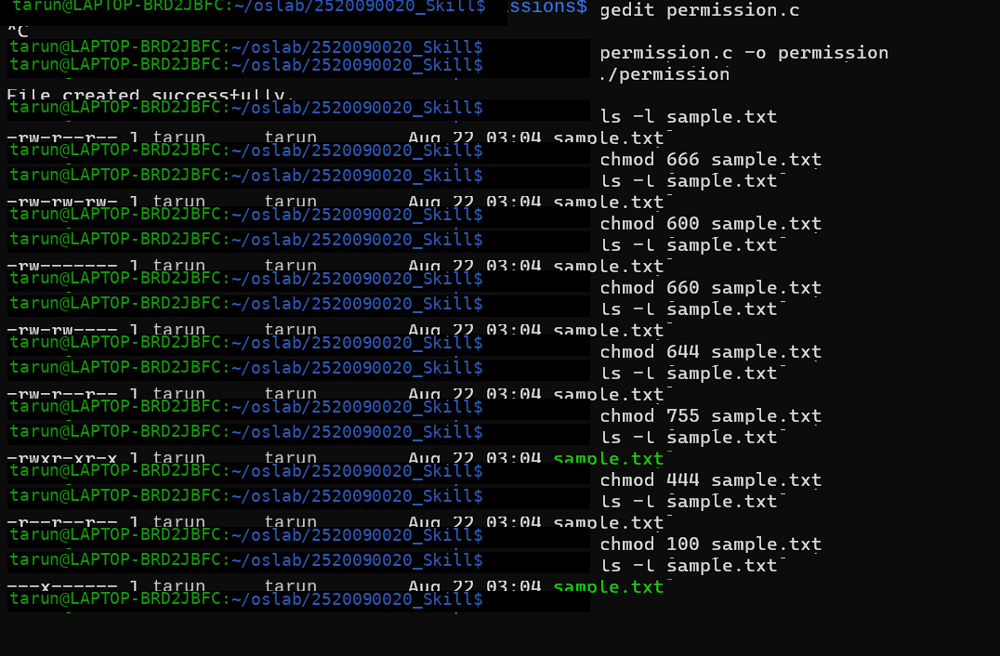 tarun@LAPTOP-BRD2JBFC:~/oslab/2520090020_Skill$ ssions$ gedit permission.c
^C
tarun@LAPTOP-BRD2JBFC:~/oslab/2520090020_Skill$ permission.c -o permission
tarun@LAPTOP-BRD2JBFC:~/oslab/2520090020_Skill$ ./permission
File created successfully.
tarun@LAPTOP-BRD2JBFC:~/oslab/2520090020_Skill$ ls -l sample.txt
-rw-r--r-- 1 tarun tarun Aug 22 03:04 sample.txt
tarun@LAPTOP-BRD2JBFC:~/oslab/2520090020_Skill$ chmod 666 sample.txt
tarun@LAPTOP-BRD2JBFC:~/oslab/2520090020_Skill$ ls -l sample.txt
-rw-rw-rw- 1 tarun tarun Aug 22 03:04 sample.txt
tarun@LAPTOP-BRD2JBFC:~/oslab/2520090020_Skill$ chmod 600 sample.txt
tarun@LAPTOP-BRD2JBFC:~/oslab/2520090020_Skill$ ls -l sample.txt
-rw------- 1 tarun tarun Aug 22 03:04 sample.txt
tarun@LAPTOP-BRD2JBFC:~/oslab/2520090020_Skill$ chmod 660 sample.txt
tarun@LAPTOP-BRD2JBFC:~/oslab/2520090020_Skill$ ls -l sample.txt
-rw-rw---- 1 tarun tarun Aug 22 03:04 sample.txt
tarun@LAPTOP-BRD2JBFC:~/oslab/2520090020_Skill$ chmod 644 sample.txt
tarun@LAPTOP-BRD2JBFC:~/oslab/2520090020_Skill$ ls -l sample.txt
-rw-r--r-- 1 tarun tarun Aug 22 03:04 sample.txt
tarun@LAPTOP-BRD2JBFC:~/oslab/2520090020_Skill$ chmod 755 sample.txt
tarun@LAPTOP-BRD2JBFC:~/oslab/2520090020_Skill$ ls -l sample.txt
-rwxr-xr-x 1 tarun tarun Aug 22 03:04 sample.txt
tarun@LAPTOP-BRD2JBFC:~/oslab/2520090020_Skill$ chmod 444 sample.txt
tarun@LAPTOP-BRD2JBFC:~/oslab/2520090020_Skill$ ls -l sample.txt
-r--r--r-- 1 tarun tarun Aug 22 03:04 sample.txt
tarun@LAPTOP-BRD2JBFC:~/oslab/2520090020_Skill$ chmod 100 sample.txt
tarun@LAPTOP-BRD2JBFC:~/oslab/2520090020_Skill$ ls -l sample.txt
---x------ 1 tarun tarun Aug 22 03:04 sample.txt
tarun@LAPTOP-BRD2JBFC:~/oslab/2520090020_Skill$